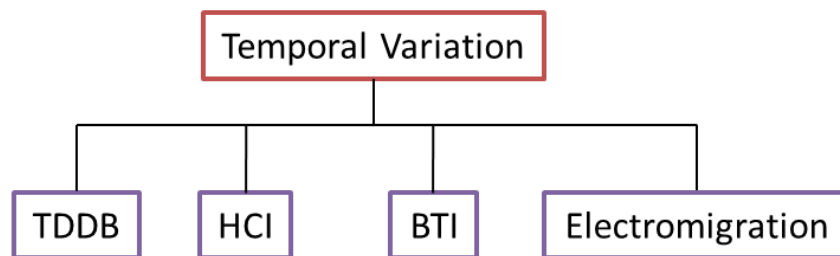 Temporal Variation
TDDB
HCI
BTI
Electromigration